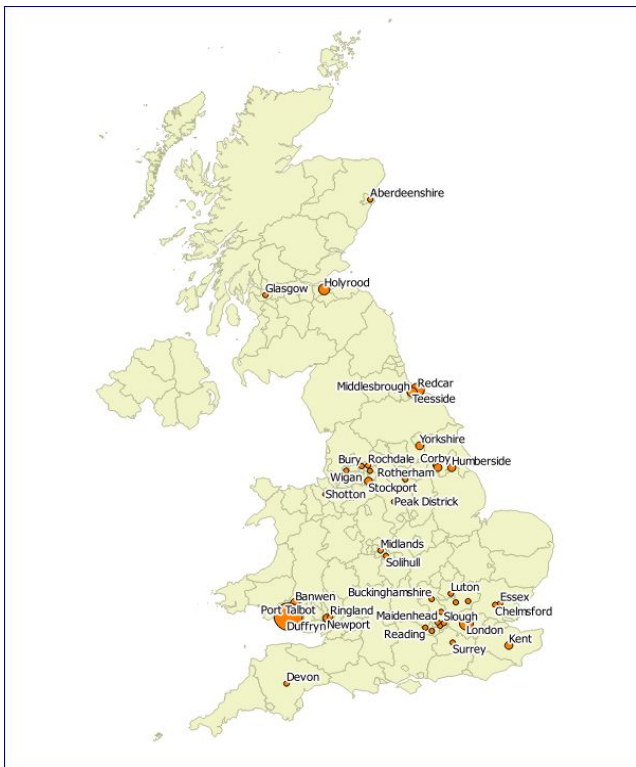 Aberdeenshire
Glasgow
Holyrood
Middlesbrough
Redcar
Teesside
Yorkshire
Bury
Rochdale
Corby
Humberside
Wigan
Rotherham
Stockport
Shotton
Peak Districk
Midlands
Solihull
Banwen
Buckinghamshire
Luton
Essex
Port Talbot
Ringland
Maidenhead
Slough
Chelmsford
Duffryn
Newport
Reading
London
Kent
Surrey
Devon